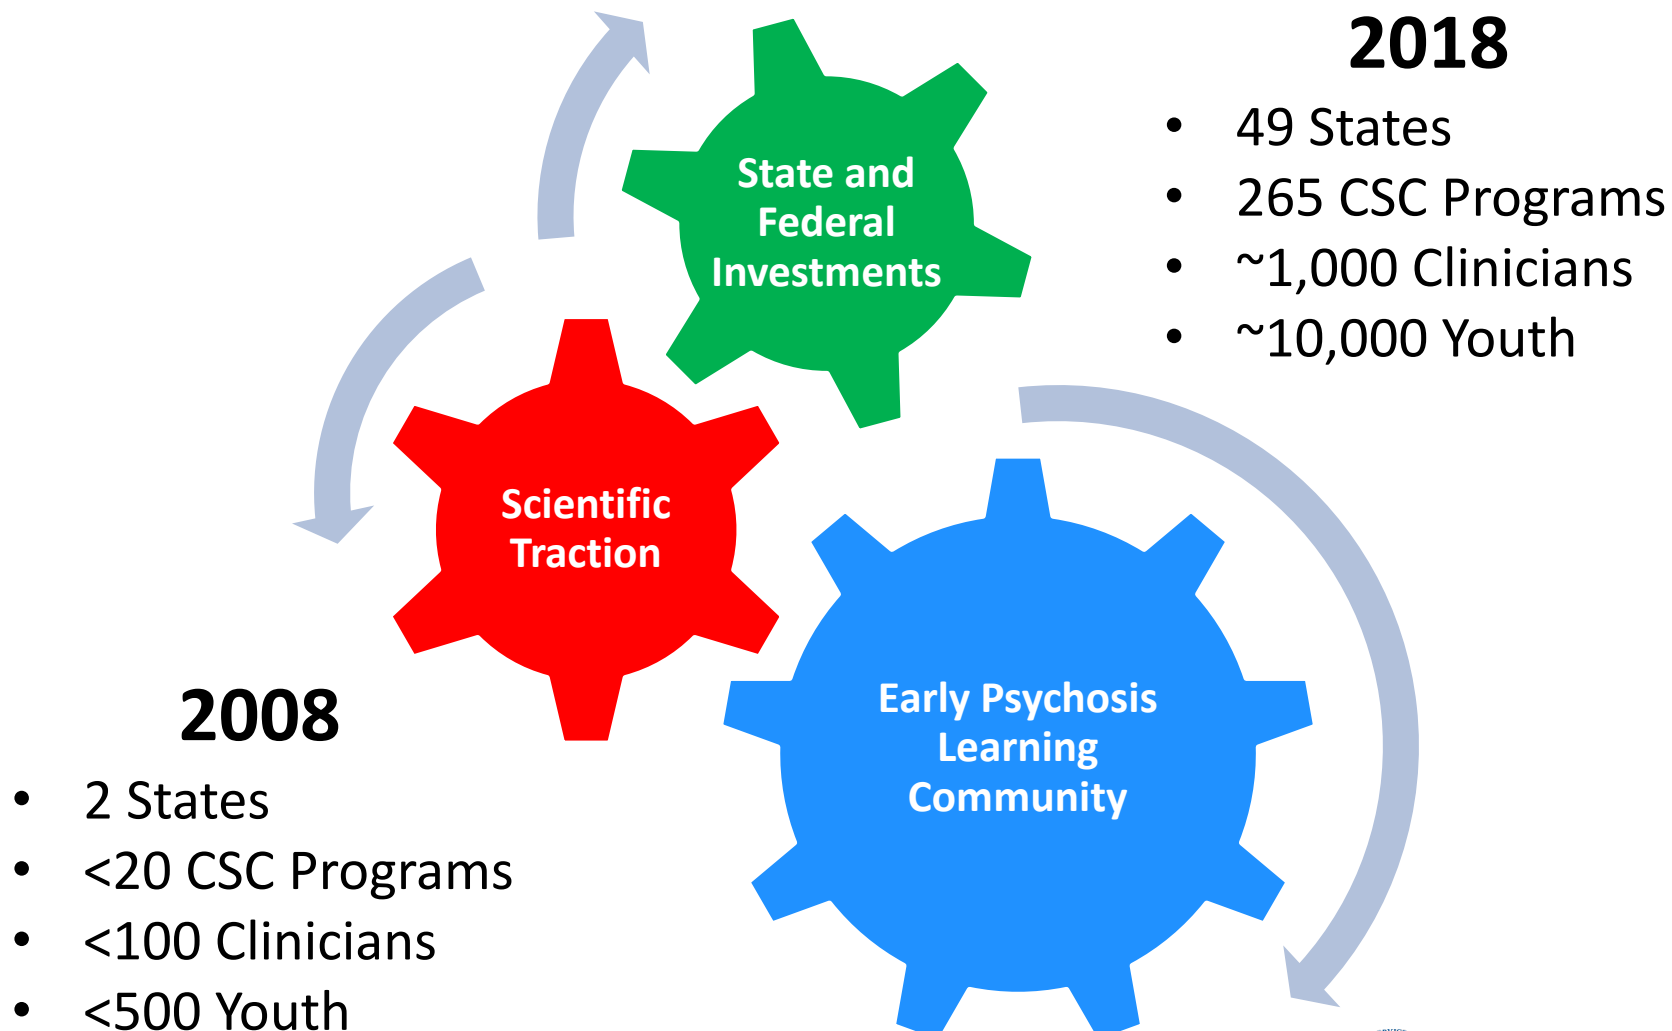 2018
• 49 States
• 265 CSC Programs
• ~1,000 Clinicians
• ~10,000 Youth
State and
Federal
Investments
Scientific
Traction
Early Psychosis
Learning
Community
2008
• 2 States
• <20 CSC Programs
• <100 Clinicians
• <500 Youth